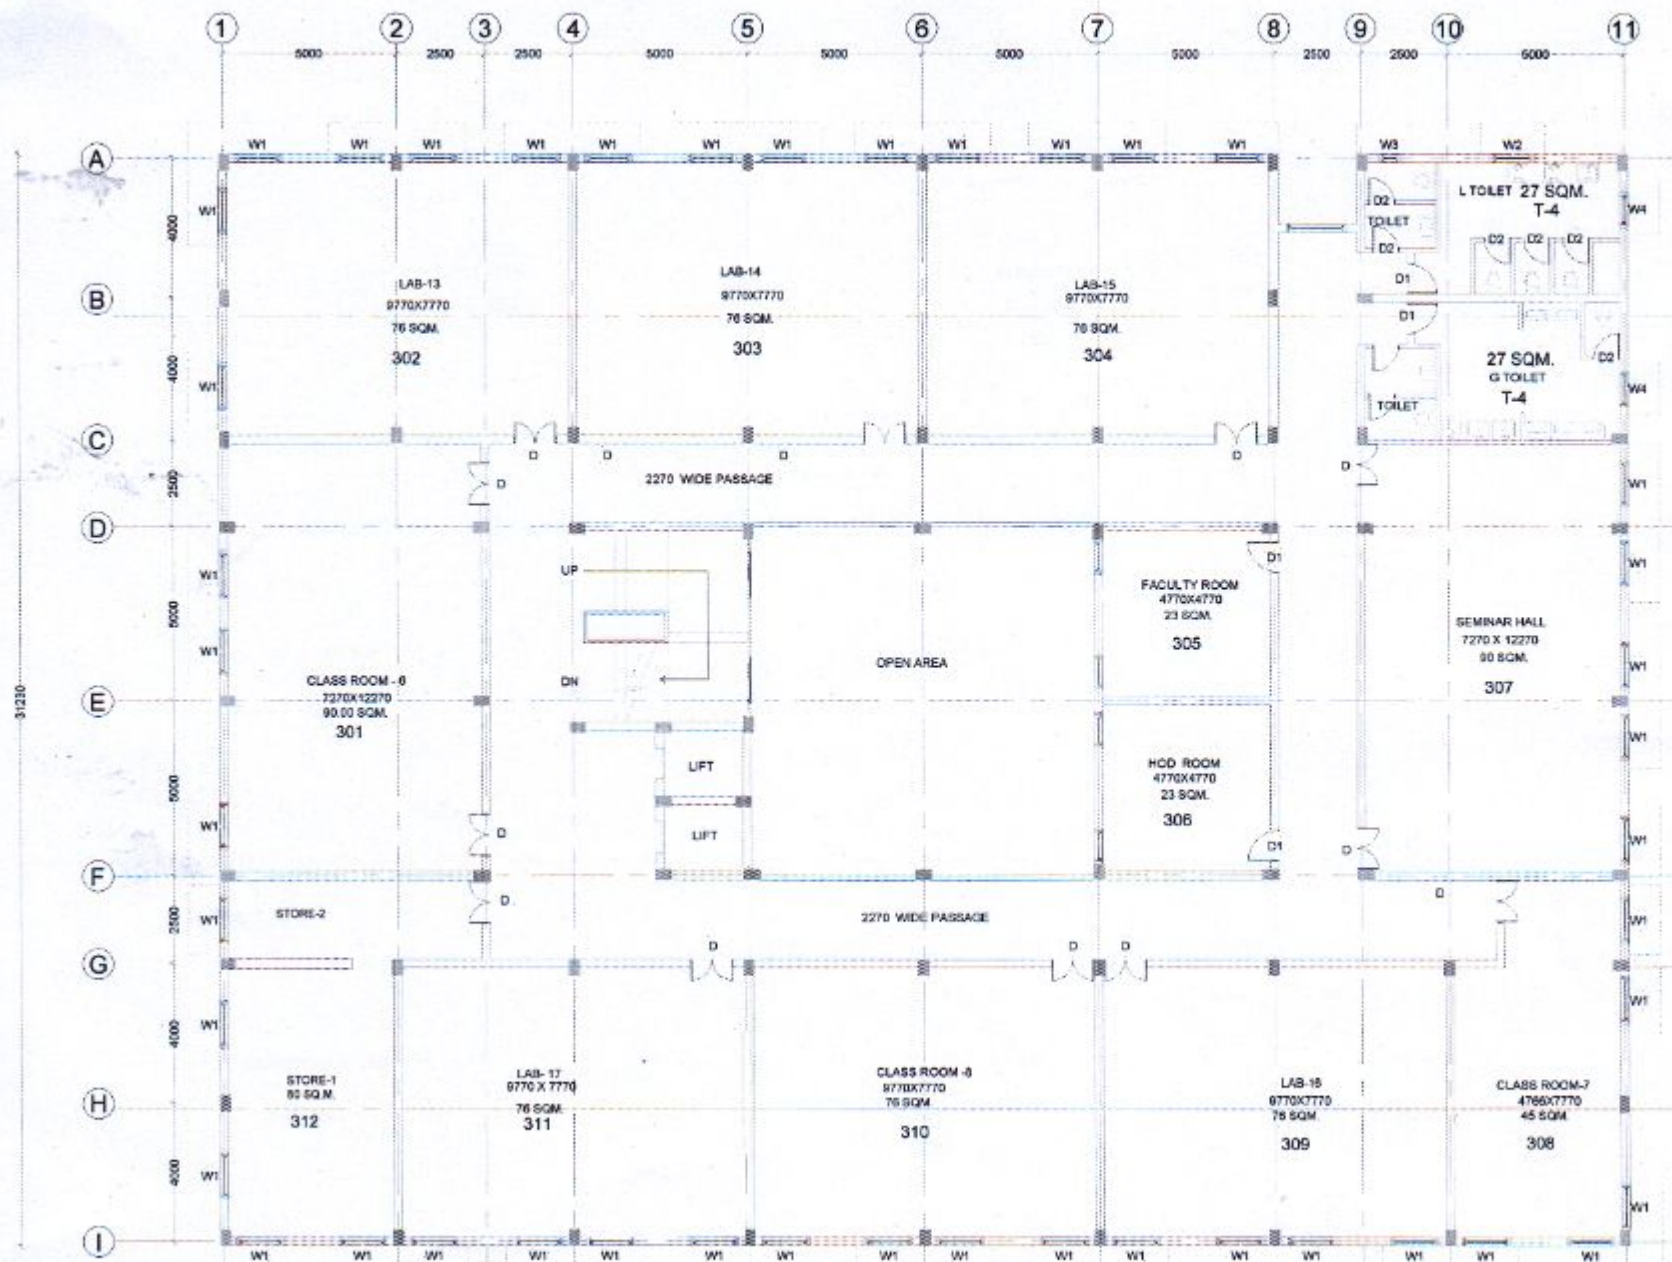 1 2 3 4 5 6 7 8 9 10 11
5000 2500 2500 5000 5000 5000 5000 2500 2500 5000
A
W1 W1 W1 W1 W1 W1 W1 W1 W1 W1 W1 W1 W3 W2
W1
4000
D2
TOILET
D2
L TOILET 27 SQM.
T-4
W4
D2 D2 D2
D1
B
LAB-13
9770X7770
76 SQM.
302
LAB-14
9770X7770
76 SQM.
303
LAB-15
9770X7770
76 SQM.
304
D1
D2
27 SQM.
G TOILET
T-4
TOILET
W4
4000
W1
C
D D D D
2500
D
2270 WIDE PASSAGE
D
W1
D
W1
UP
D1
W1
FACULTY ROOM
4770X4770
23 SQM.
305
5000
W1
SEMINAR HALL
7270 X 12270
90 SQM.
307
W1
OPEN AREA
DN
31230
E
CLASS ROOM - 6
7270X12270
90.00 SQM.
301
W1
LIFT
HOD ROOM
4770X4770
23 SQM.
306
5000
W1
D
LIFT
D1
D
W1
F
D
D
2500
W1
STORE-2
2270 WIDE PASSAGE
W1
D D D
G
W1
4000
W1
STORE-1
312
LAB- 17
9770 X 7770
76 SQM.
311
CLASS ROOM -8
9770X7770
76 SQM.
310
LAB-16
9770X7770
76 SQM.
309
CLASS ROOM-7
4766X7770
45 SQM.
308
H
4000
W1
W1
I
W1 W1 W1 W1 W1 W1 W1 W1 W1 W1 W1 W1 W1 W1 W1 W1